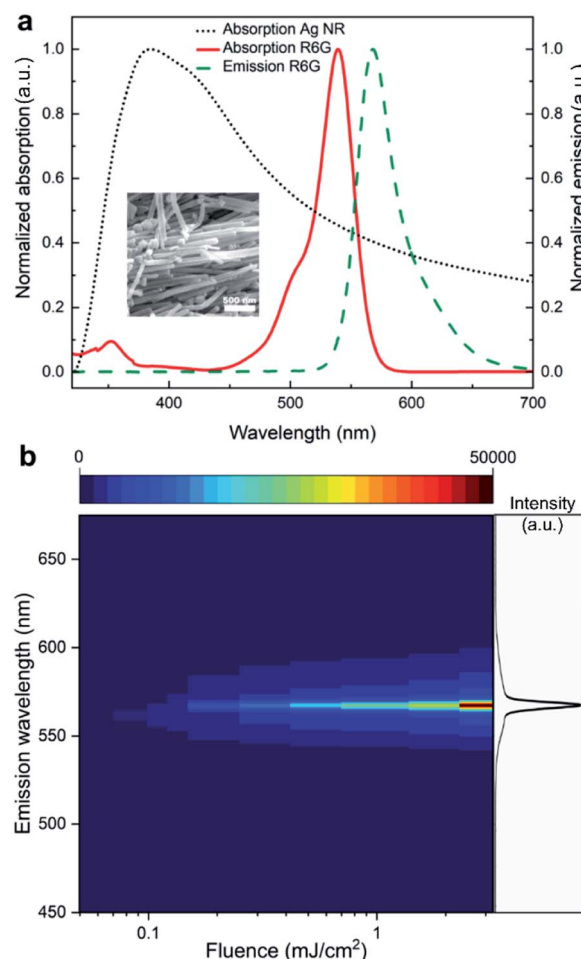 a
Absorption Ag NR
Absorption R6G
Emission R6G
Normalized absorption (a.u.)
1.0
0.8
0.6
0.4
0.2
0.0
500 nm
1.0
0.8
0.6
0.4
0.2
0.0
Normalized emission (a.u.)
400
500
600
700
Wavelength (nm)
b
0
50000
Intensity
(a.u.)
Emission wavelength (nm)
650
600
550
500
450
0.1
1
Fluence (mJ/cm²)